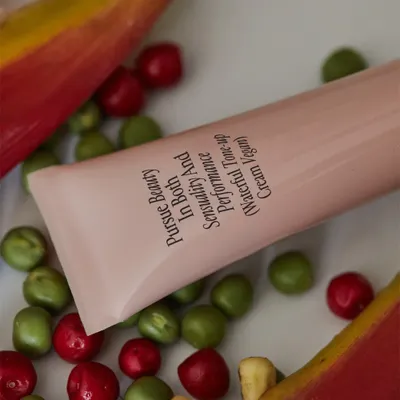 Pursue Beauty
In Both
Sensuality And
Performance
(Waterful Tone-up
Cream Vegan)